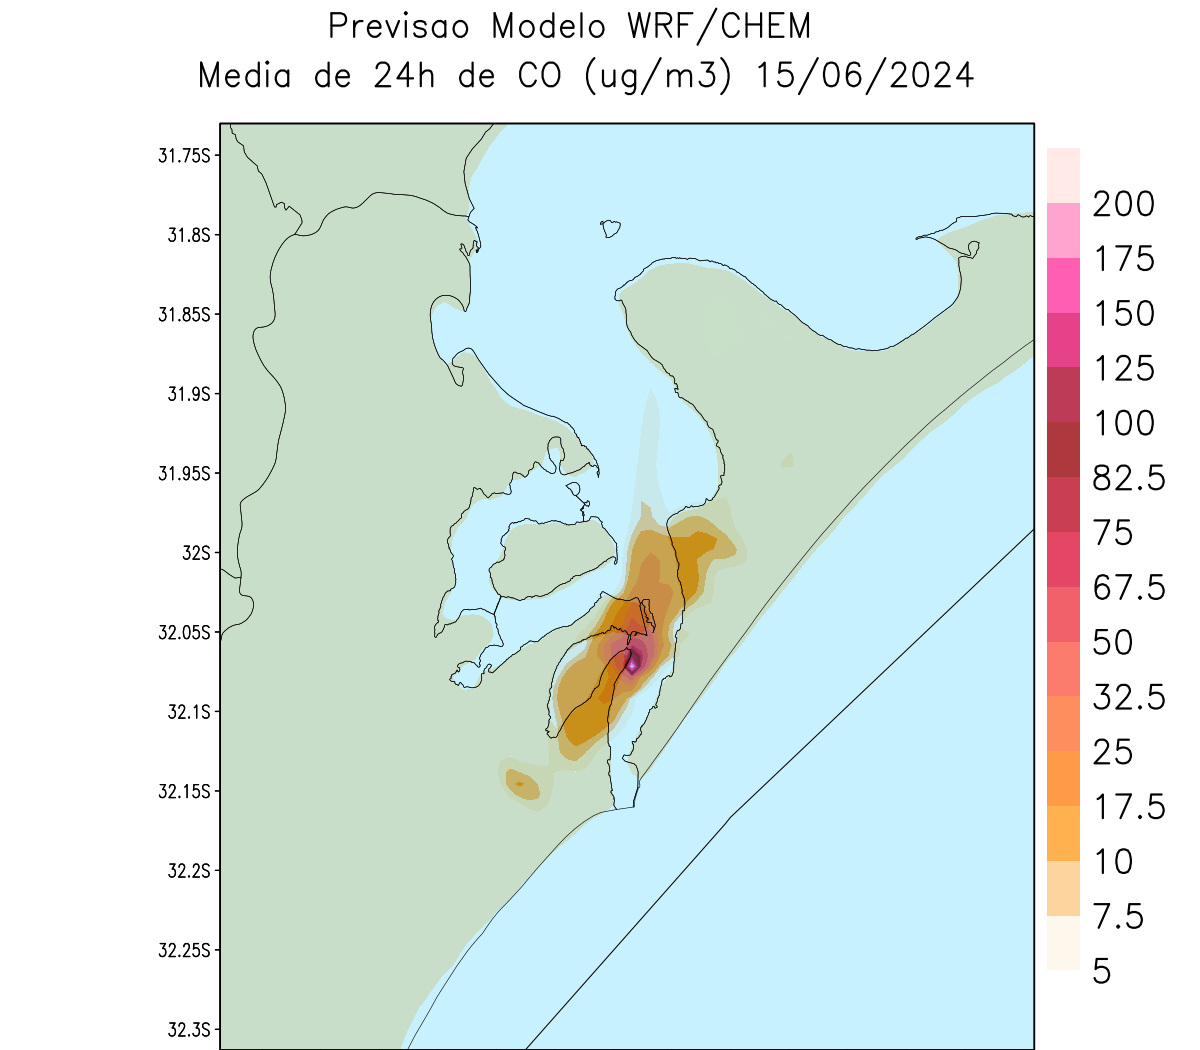 Previsao Modelo WRF/CHEM
Media de 24h de CO (ug/m3) 15/06/2024
31.75S
31.8S
31.85S
31.9S
31.95S
32S
32.05S
32.1S
32.15S
32.2S
32.25S
32.3S
200
175
150
125
100
82.5
75
67.5
50
32.5
25
17.5
10
7.5
5